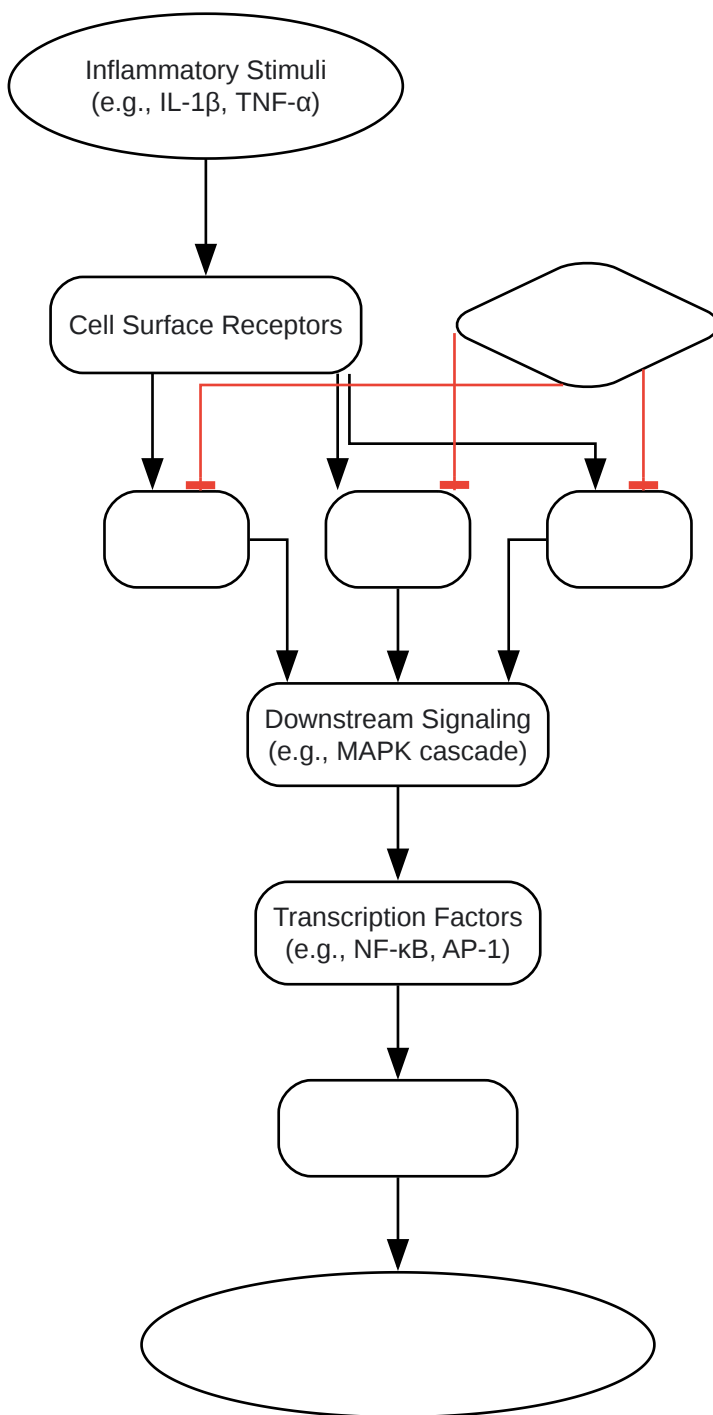 Inflammatory Stimuli
(e.g., IL-1β, TNF-α)
Cell Surface Receptors
Downstream Signaling
(e.g., MAPK cascade)
Transcription Factors
(e.g., NF-κB, AP-1)